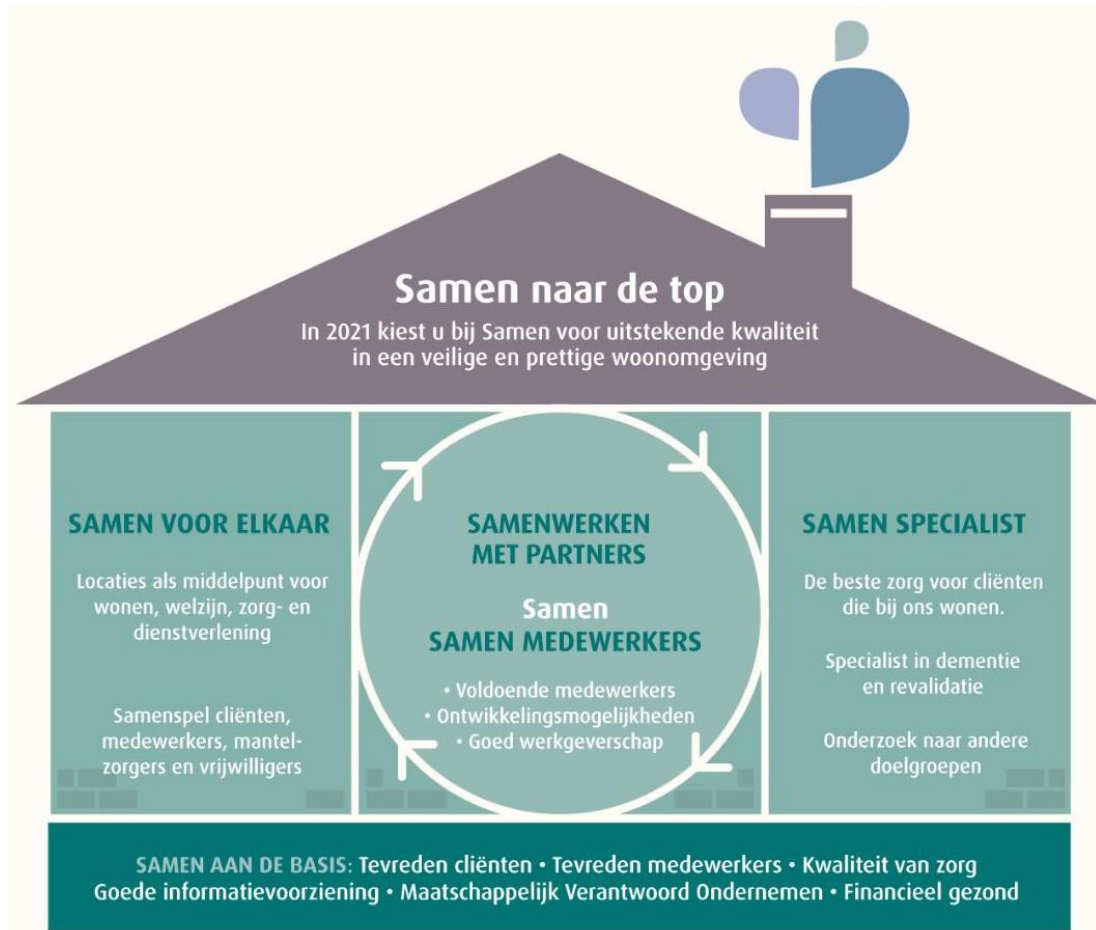 Samen naar de top
In 2021 kiest u bij Samen voor uitstekende kwaliteit
in een veilige en prettige woonomgeving
SAMEN VOOR ELKAAR
Locaties als middelpunt voor
wonen, welzijn, zorg- en
dienstverlening
Samenspel cliënten,
medewerkers, mantel-
zorgers en vrijwilligers
SAMENWERKEN
MET PARTNERS
Samen
SAMEN MEDEWERKERS
• Voldoende medewerkers
• Ontwikkelingsmogelijkheden
• Goed werkgeverschap
SAMEN SPECIALIST
De beste zorg voor cliënten
die bij ons wonen.
Specialist in dementie
en revalidatie
Onderzoek naar andere
doelgroepen
SAMEN AAN DE BASIS: Tevreden cliënten • Tevreden medewerkers • Kwaliteit van zorg
Goede informatievoorziening • Maatschappelijk Verantwoord Ondernemen • Financieel gezond